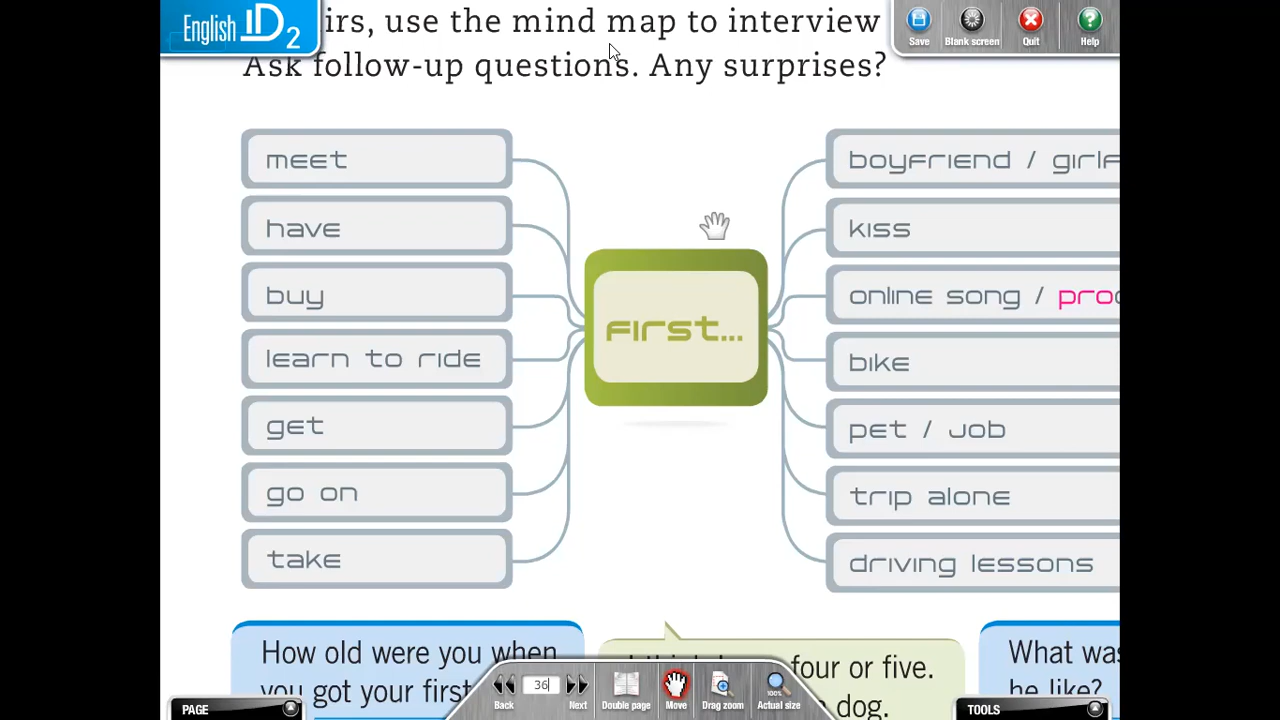 English ID 2
irs, use the mind map to interview
Ask follow-up questions. Any surprises?
Save
Blank screen
Quit
Help
meet
have
buy
learn to ride
get
go on
take
First...
boyfriend / girlf
kiss
online song / pro
bike
pet / job
trip alone
driving lessons
How old were you when
you got your first
four or five.
dog.
What was
he like?
PAGE
Back
36
Next
Double page
Move
Drag zoom
100%
Actual size
TOOLS